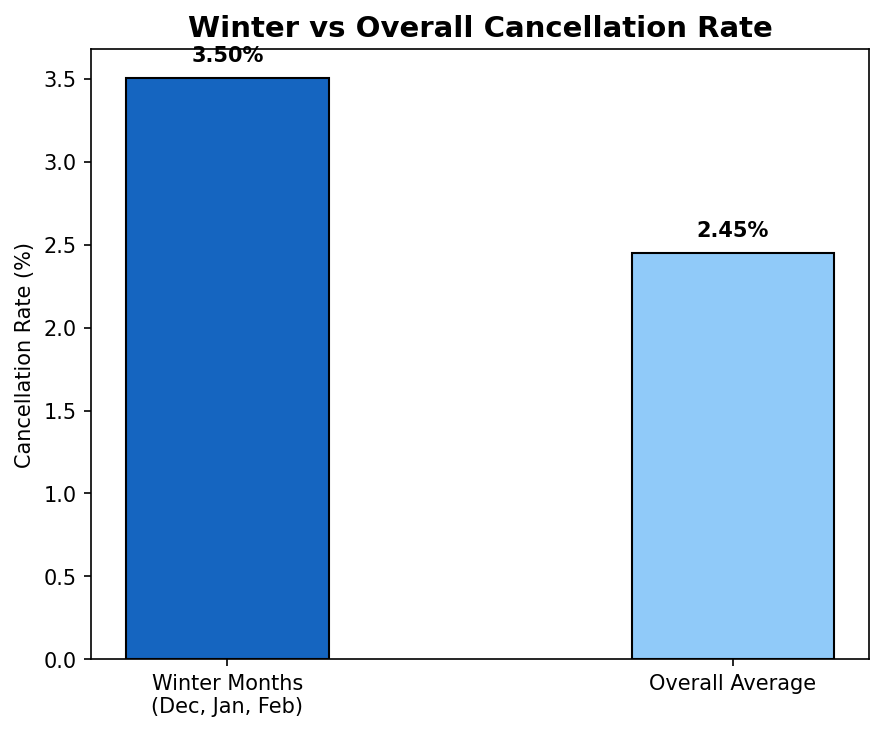 Winter vs Overall Cancellation Rate
3.50%
2.45%
Cancellation Rate (%)
3.5
3.0
2.5
2.0
1.5
1.0
0.5
0.0
Winter Months
(Dec, Jan, Feb)
Overall Average